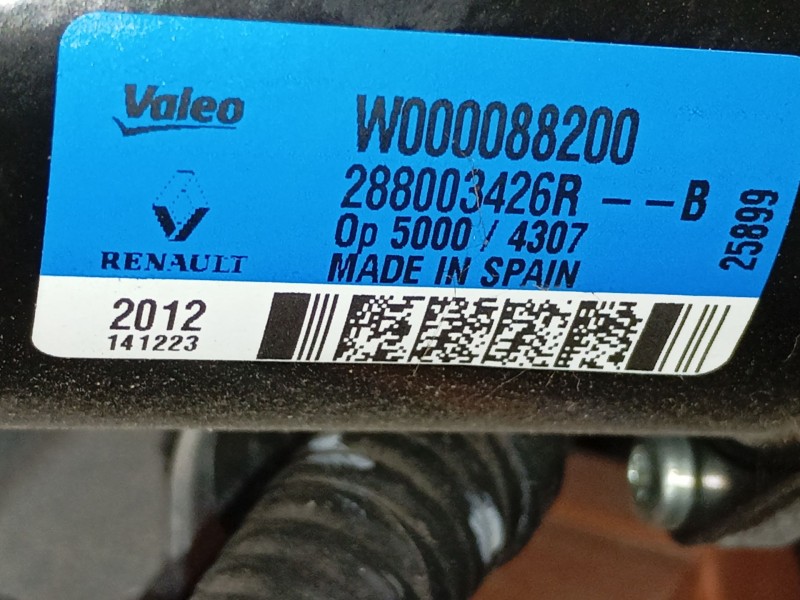 Valeo
W000088200
288003426R -- B
Op 5000 / 4307
MADE IN SPAIN
RENAULT
25899
2012
141223